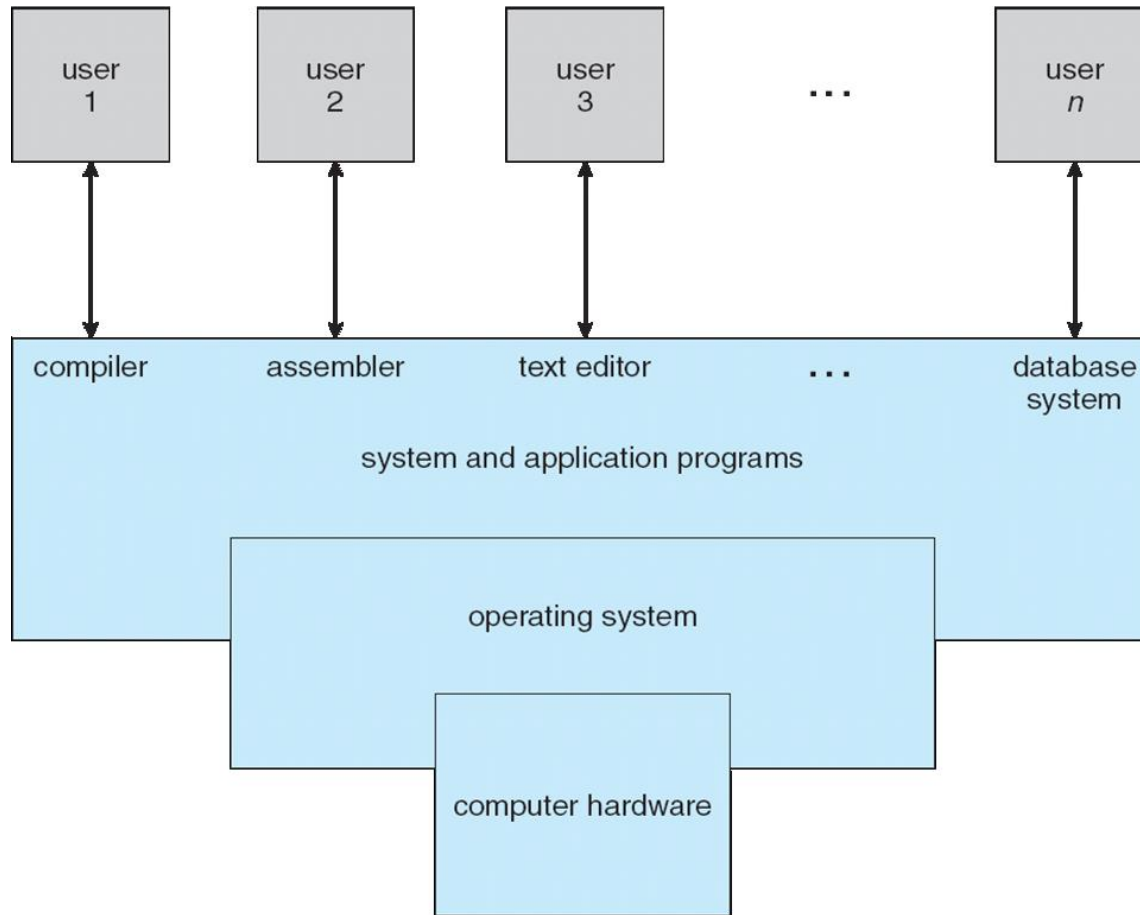 user
1
user
2
user
3
...
user
n
compiler
assembler
text editor
...
database
system
system and application programs
operating system
computer hardware